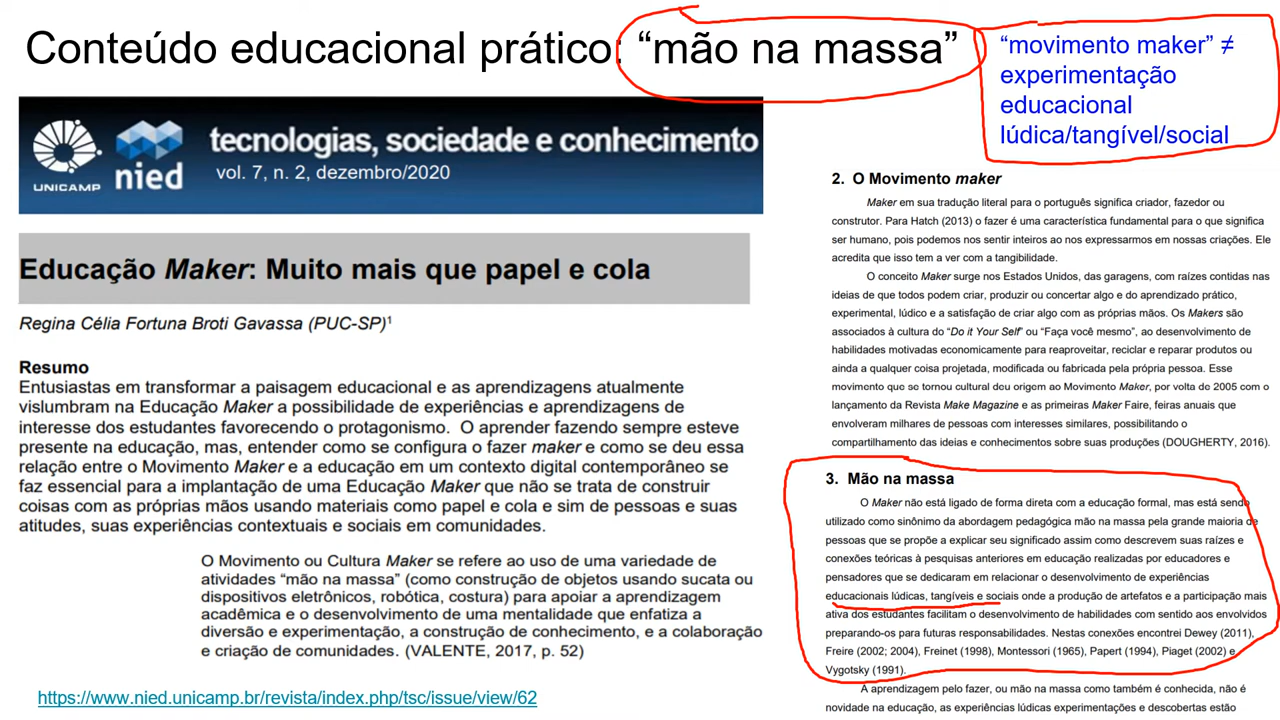 Conteúdo educacional prático: “mão na massa”
“movimento maker” ≠
experimentação
educacional
lúdica/tangível/social
UNICAMP
nied
tecnologias, sociedade e conhecimento
vol. 7, n. 2, dezembro/2020
Educação Maker: Muito mais que papel e cola
Regina Célia Fortuna Broti Gavassa (PUC-SP)¹
Resumo
Entusiastas em transformar a paisagem educacional e as aprendizagens atualmente
vislumbram na Educação Maker a possibilidade de experiências e aprendizagens de
interesse dos estudantes favorecendo o protagonismo. O aprender fazendo sempre esteve
presente na educação, mas, entender como se configura o fazer maker e como se deu essa
relação entre o Movimento Maker e a educação em um contexto digital contemporâneo se
faz essencial para a implantação de uma Educação Maker que não se trata de construir
coisas com as próprias mãos usando materiais como papel e cola e sim de pessoas e suas
atitudes, suas experiências contextuais e sociais em comunidades.
O Movimento ou Cultura Maker se refere ao uso de uma variedade de
atividades “mão na massa” (como construção de objetos usando sucata ou
dispositivos eletrônicos, robótica, costura) para apoiar a aprendizagem
acadêmica e o desenvolvimento de uma mentalidade que enfatiza a
diversão e experimentação, a construção de conhecimento, e a colaboração
e criação de comunidades. (VALENTE, 2017, p. 52)
https://www.nied.unicamp.br/revista/index.php/tsc/issue/view/62
2. O Movimento maker
Maker em sua tradução literal para o português significa criador, fazedor ou
construtor. Para Hatch (2013) o fazer é uma característica fundamental para o que significa
ser humano, pois podemos nos sentir inteiros ao nos expressarmos em nossas criações. Ele
acredita que isso tem a ver com a tangibilidade.
O conceito Maker surge nos Estados Unidos, das garagens, com raízes contidas nas
ideias de que todos podem criar, produzir ou concertar algo e do aprendizado prático,
experimental, lúdico e a satisfação de criar algo com as próprias mãos. Os Makers são
associados à cultura do “Do it Your Self” ou “Faça você mesmo”, ao desenvolvimento de
habilidades motivadas economicamente para reaproveitar, reciclar e reparar produtos ou
ainda a qualquer coisa projetada, modificada ou fabricada pela própria pessoa. Esse
movimento que se tornou cultural deu origem ao Movimento Maker, por volta de 2005 com o
lançamento da Revista Make Magazine e as primeiras Maker Faire, feiras anuais que
envolveram milhares de pessoas com interesses similares, possibilitando o
compartilhamento das ideias e conhecimentos sobre suas produções (DOUGHERTY, 2016).
3. Mão na massa
O Maker não está ligado de forma direta com a educação formal, mas está sendo
utilizado como sinônimo da abordagem pedagógica mão na massa pela grande maioria de
pessoas que se propõe a explicar seu significado assim como descrevem suas raízes e
conexões teóricas à pesquisas anteriores em educação realizadas por educadores e
pensadores que se dedicaram em relacionar o desenvolvimento de experiências
educacionais lúdicas, tangíveis e sociais onde a produção de artefatos e a participação mais
ativa dos estudantes facilitam o desenvolvimento de habilidades com sentido aos envolvidos
preparando-os para futuras responsabilidades. Nestas conexões encontrei Dewey (2011),
Freire (2002; 2004), Freinet (1998), Montessori (1965), Papert (1994), Piaget (2002) e
Vygotsky (1991).
A aprendizagem pelo fazer, ou mão na massa como também é conhecida, não é
novidade na educação, as experiências lúdicas experimentações e descobertas estão